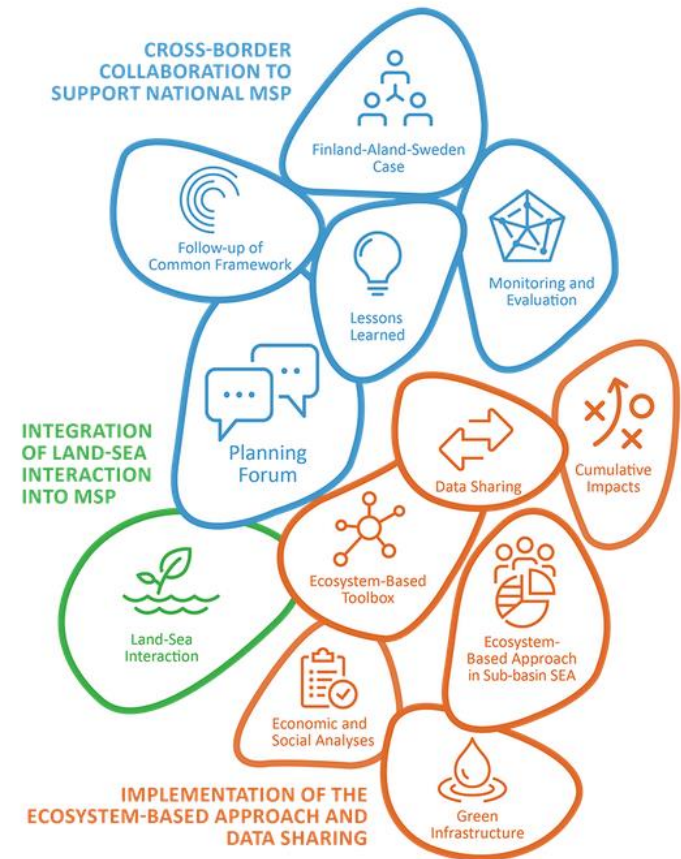 CROSS-BORDER
COLLABORATION TO
SUPPORT NATIONAL MSP
Finland-Aland-Sweden
Case
Follow-up of
Common Framework
Lessons
Learned
Monitoring and
Evaluation
Planning
Forum
INTEGRATION
OF LAND-SEA
INTERACTION
INTO MSP
Land-Sea
Interaction
Data Sharing
Cumulative
Impacts
Ecosystem-Based
Toolbox
Ecosystem-
Based Approach
in Sub-basin SEA
Economic and
Social Analyses
Green
Infrastructure
IMPLEMENTATION OF THE
ECOSYSTEM-BASED APPROACH AND
DATA SHARING